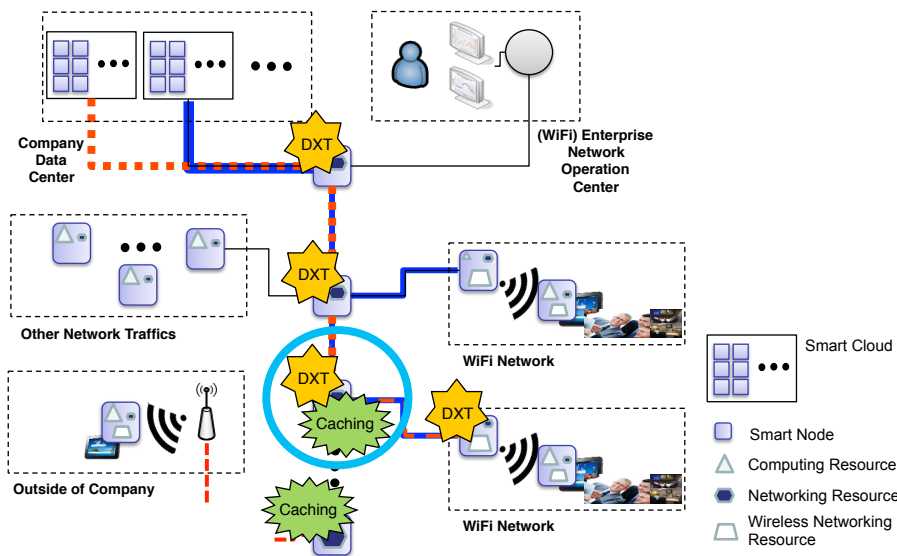 Company
Data
Center
DXT
(WiFi) Enterprise
Network
Operation
Center
DXT
Other Network Traffics
WiFi Network
Smart Cloud
DXT
Caching
DXT
Outside of Company
Caching
WiFi Network
Smart Node
Computing Resource
Networking Resource
Wireless Networking
Resource